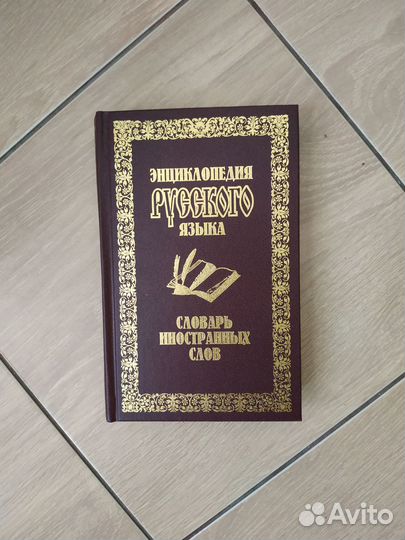 ЭНЦИКЛОПЕДИЯ
РУССКОГО
ЯЗЫКА
СЛОВАРЬ
ИНОСТРАННЫХ
СЛОВ
Avito